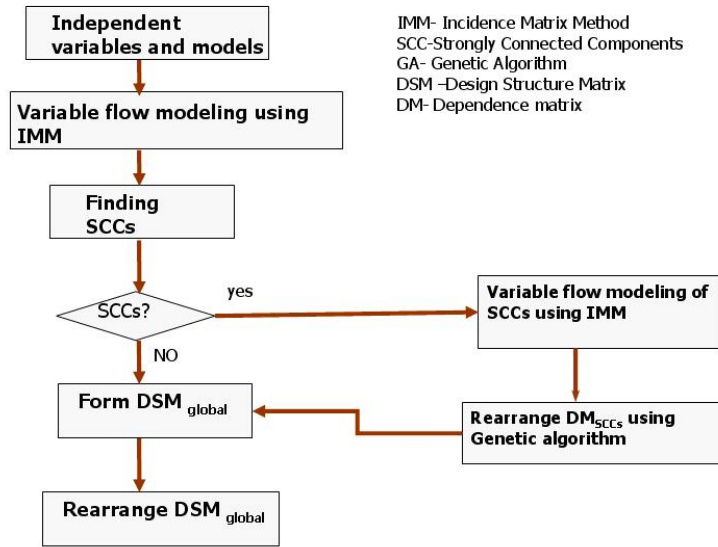 Independent
variables and models
IMM- Incidence Matrix Method
SCC-Strongly Connected Components
GA- Genetic Algorithm
DSM –Design Structure Matrix
DM- Dependence matrix
Variable flow modeling using
IMM
Finding
SCCs
SCCs?
yes
Variable flow modeling of
SCCs using IMM
NO
Form DSM global
Rearrange DMSCCs using
Genetic algorithm
Rearrange DSM global